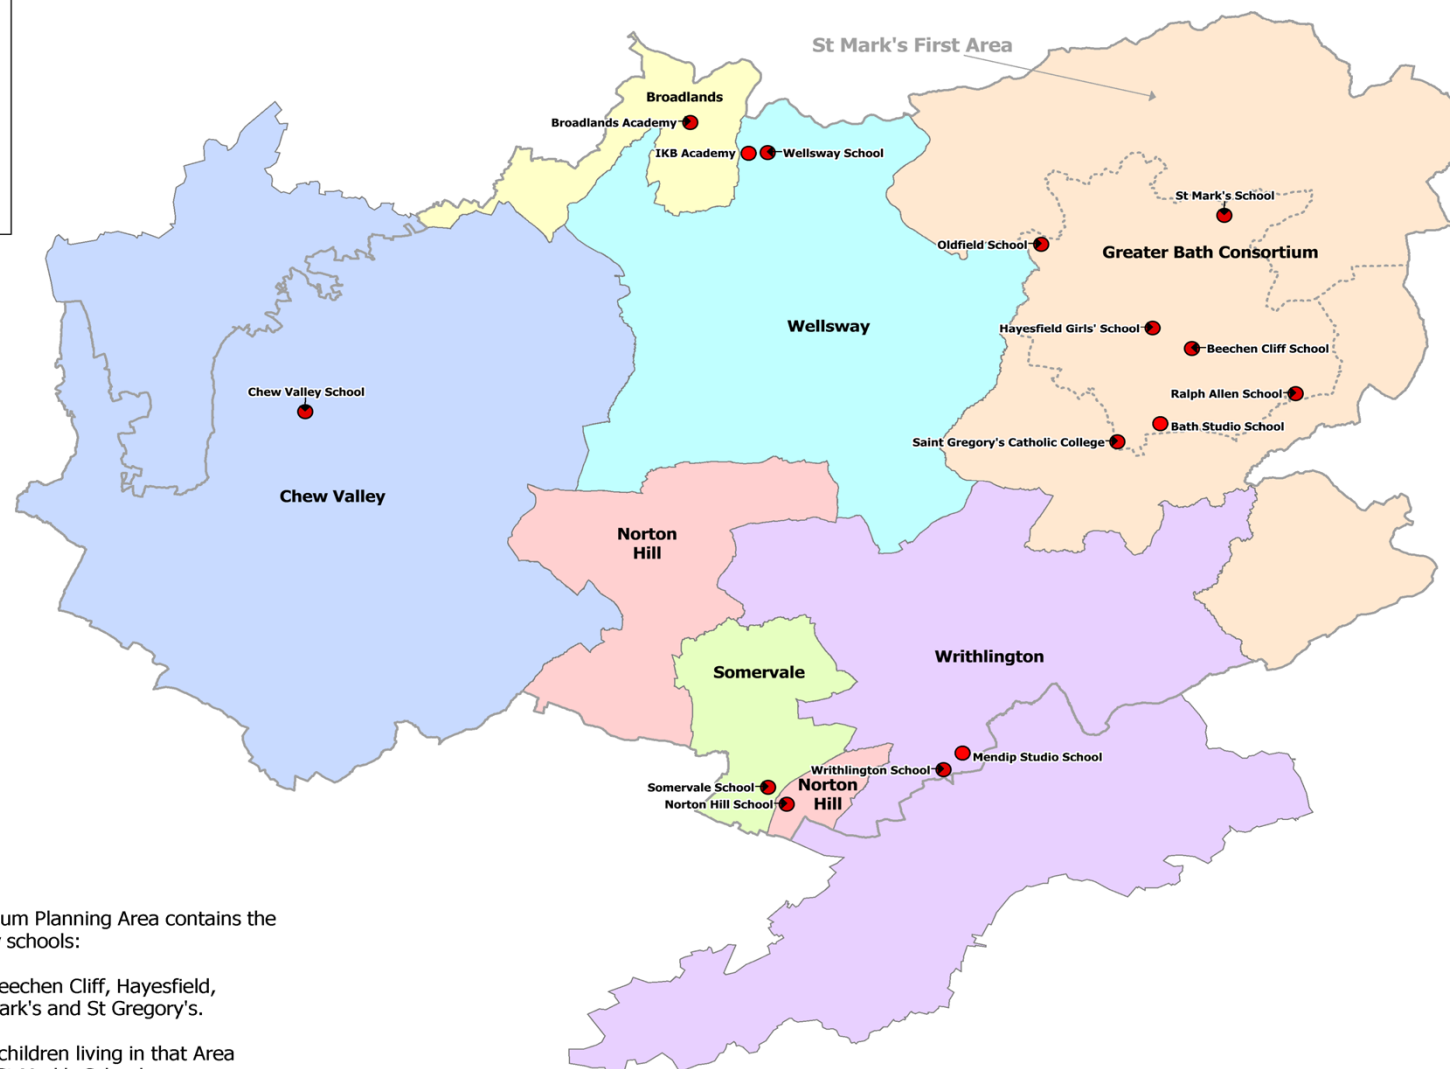 St Mark's First Area
Broadlands
Broadlands Academy
IKB Academy
Wellsway School
St Mark's School
Oldfield School
Greater Bath Consortium
Wellsway
Hayesfield Girls' School
Beechen Cliff School
Chew Valley School
Ralph Allen School
Bath Studio School
Saint Gregory's Catholic College
Chew Valley
Norton
Hill
Writhlington
Somervale
Mendip Studio School
Writhlington School
Somervale School
Norton
Hill
Norton Hill School
um Planning Area contains the
schools:
eechen Cliff, Hayesfield,
ark's and St Gregory's.
children living in that Area